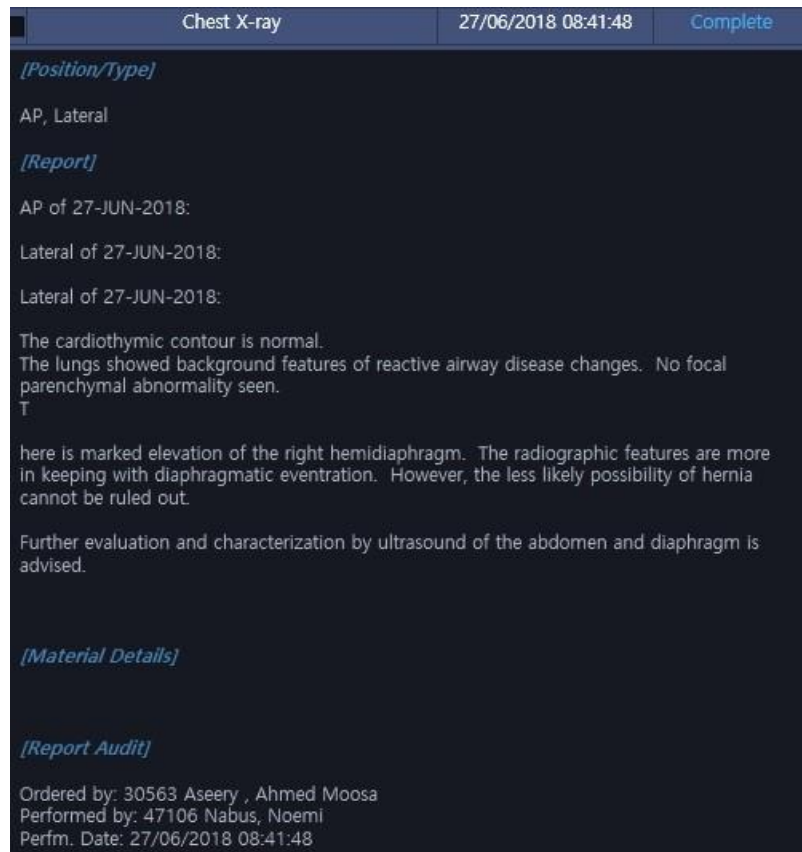 Chest X-ray 27/06/2018 08:41:48 Complete
[Position/Type]
AP, Lateral
[Report]
AP of 27-JUN-2018:
Lateral of 27-JUN-2018:
Lateral of 27-JUN-2018:
The cardiothymic contour is normal.
The lungs showed background features of reactive airway disease changes. No focal
parenchymal abnormality seen.
T
here is marked elevation of the right hemidiaphragm. The radiographic features are more
in keeping with diaphragmatic eventration. However, the less likely possibility of hernia
cannot be ruled out.
Further evaluation and characterization by ultrasound of the abdomen and diaphragm is
advised.
[Material Details]
[Report Audit]
Ordered by: 30563 Aseery , Ahmed Moosa
Performed by: 47106 Nabus, Noemi
Perfm. Date: 27/06/2018 08:41:48